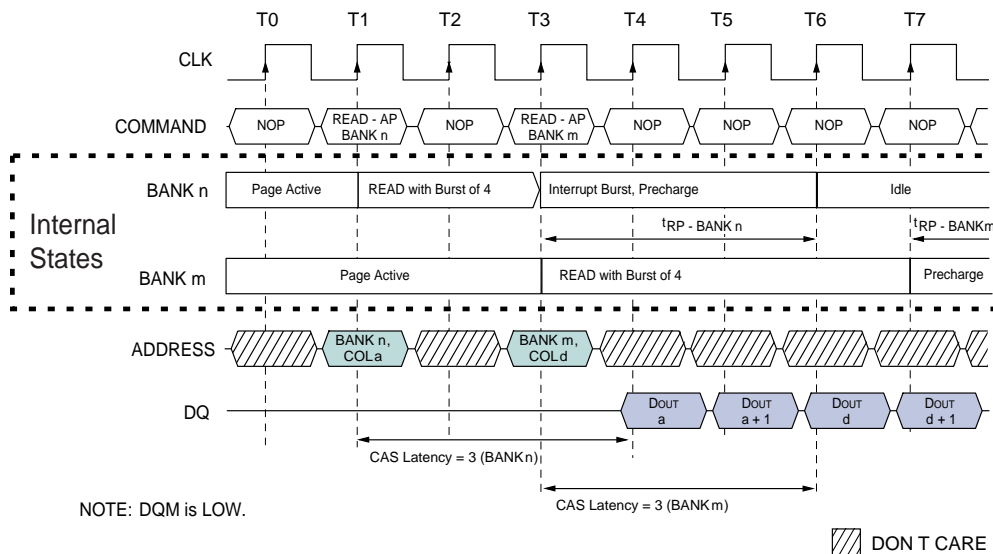 T0 T1 T2 T3 T4 T5 T6 T7
CLK
COMMAND NOP READ - AP BANK n NOP READ - AP BANK m NOP NOP NOP NOP
BANK n Page Active READ with Burst of 4 Interrupt Burst, Precharge Idle
Internal States
tRP - BANK n tRP - BANK m
BANK m Page Active READ with Burst of 4 Precharge
ADDRESS BANK n, COL a BANK m, COL d
DQ DOUT a DOUT a + 1 DOUT d DOUT d + 1
CAS Latency = 3 (BANK n)
CAS Latency = 3 (BANK m)
NOTE: DQM is LOW.
DON T CARE